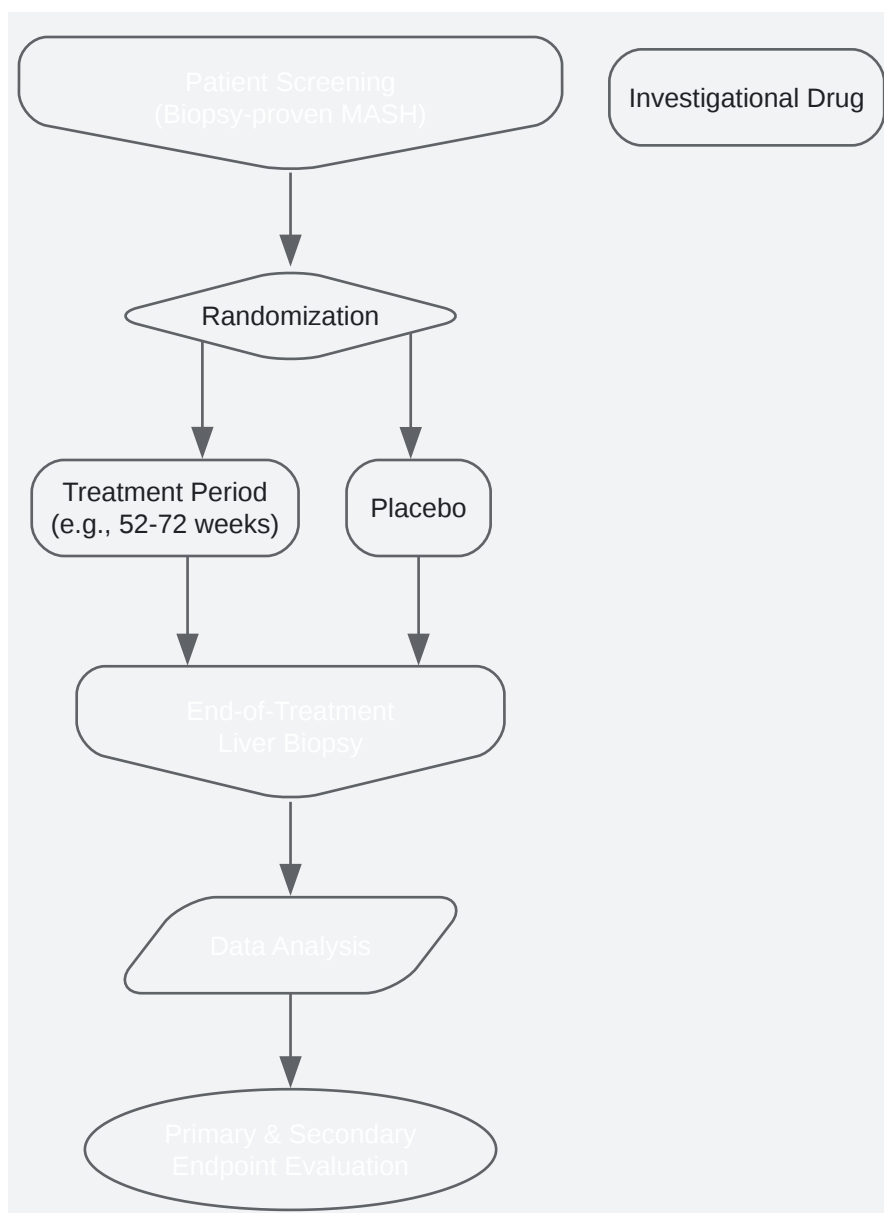 Patient Screening
(Biopsy-proven MASH)
Investigational Drug
Randomization
Treatment Period
(e.g., 52-72 weeks)
Placebo
End-of-Treatment
Liver Biopsy
Data Analysis
Primary & Secondary
Endpoint Evaluation